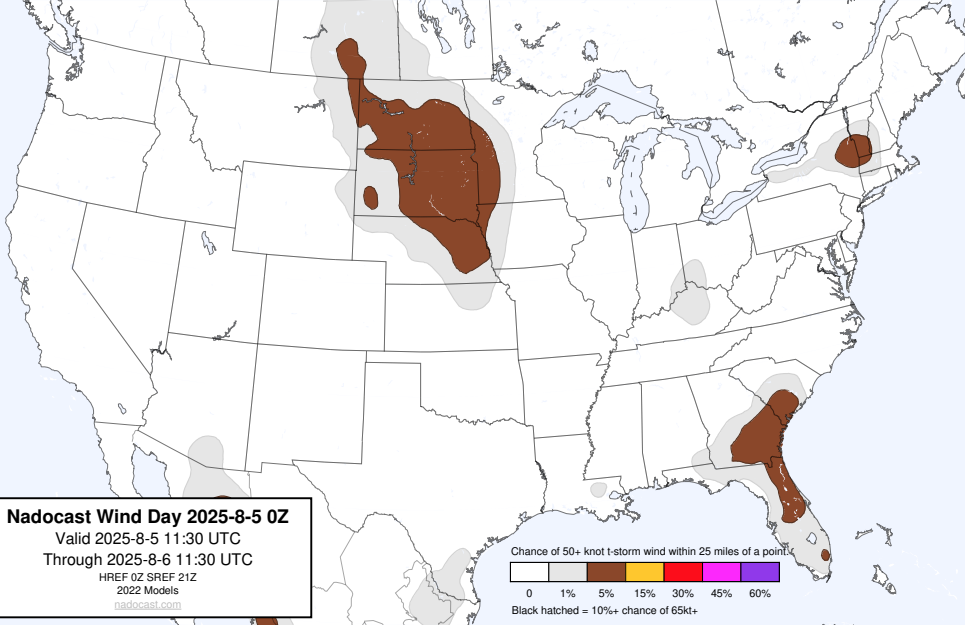 Nadocast Wind Day 2025-8-5 0Z
Valid 2025-8-5 11:30 UTC
Through 2025-8-6 11:30 UTC
HREF 0Z SREF 21Z
2022 Models
nadocast.com
Chance of 50+ knot t-storm wind within 25 miles of a point.
0 1% 5% 15% 30% 45% 60%
Black hatched = 10%+ chance of 65kt+